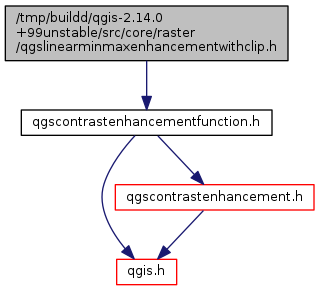 /tmp/buildd/qgis-2.14.0
+99unstable/src/core/raster
/qgslinearminmaxenhancementwithclip.h
qgscontrastenhancementfunction.h
qgscontrastenhancement.h
qgis.h